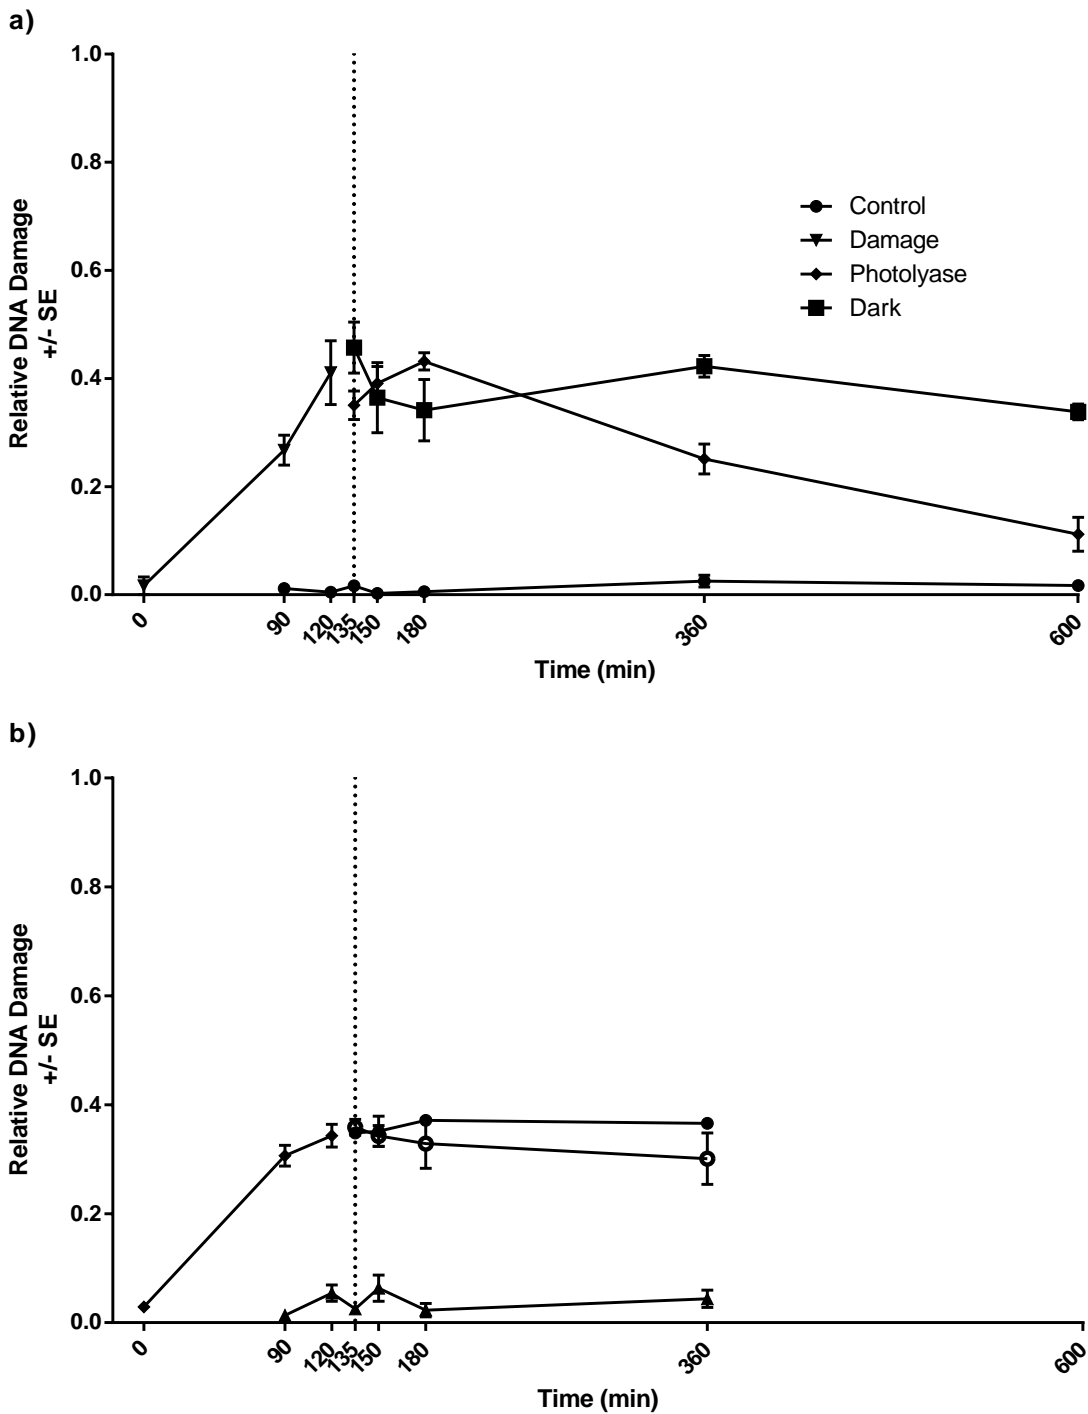 a)
1.0
0.8
0.6
0.4
0.2
0.0
Relative DNA Damage
+/- SE
Control
Damage
Photolyase
Dark
0
90
120
135
150
180
360
600
Time (min)
b)
1.0
0.8
0.6
0.4
0.2
0.0
Relative DNA Damage
+/- SE
0
90
120
135
150
180
360
600
Time (min)